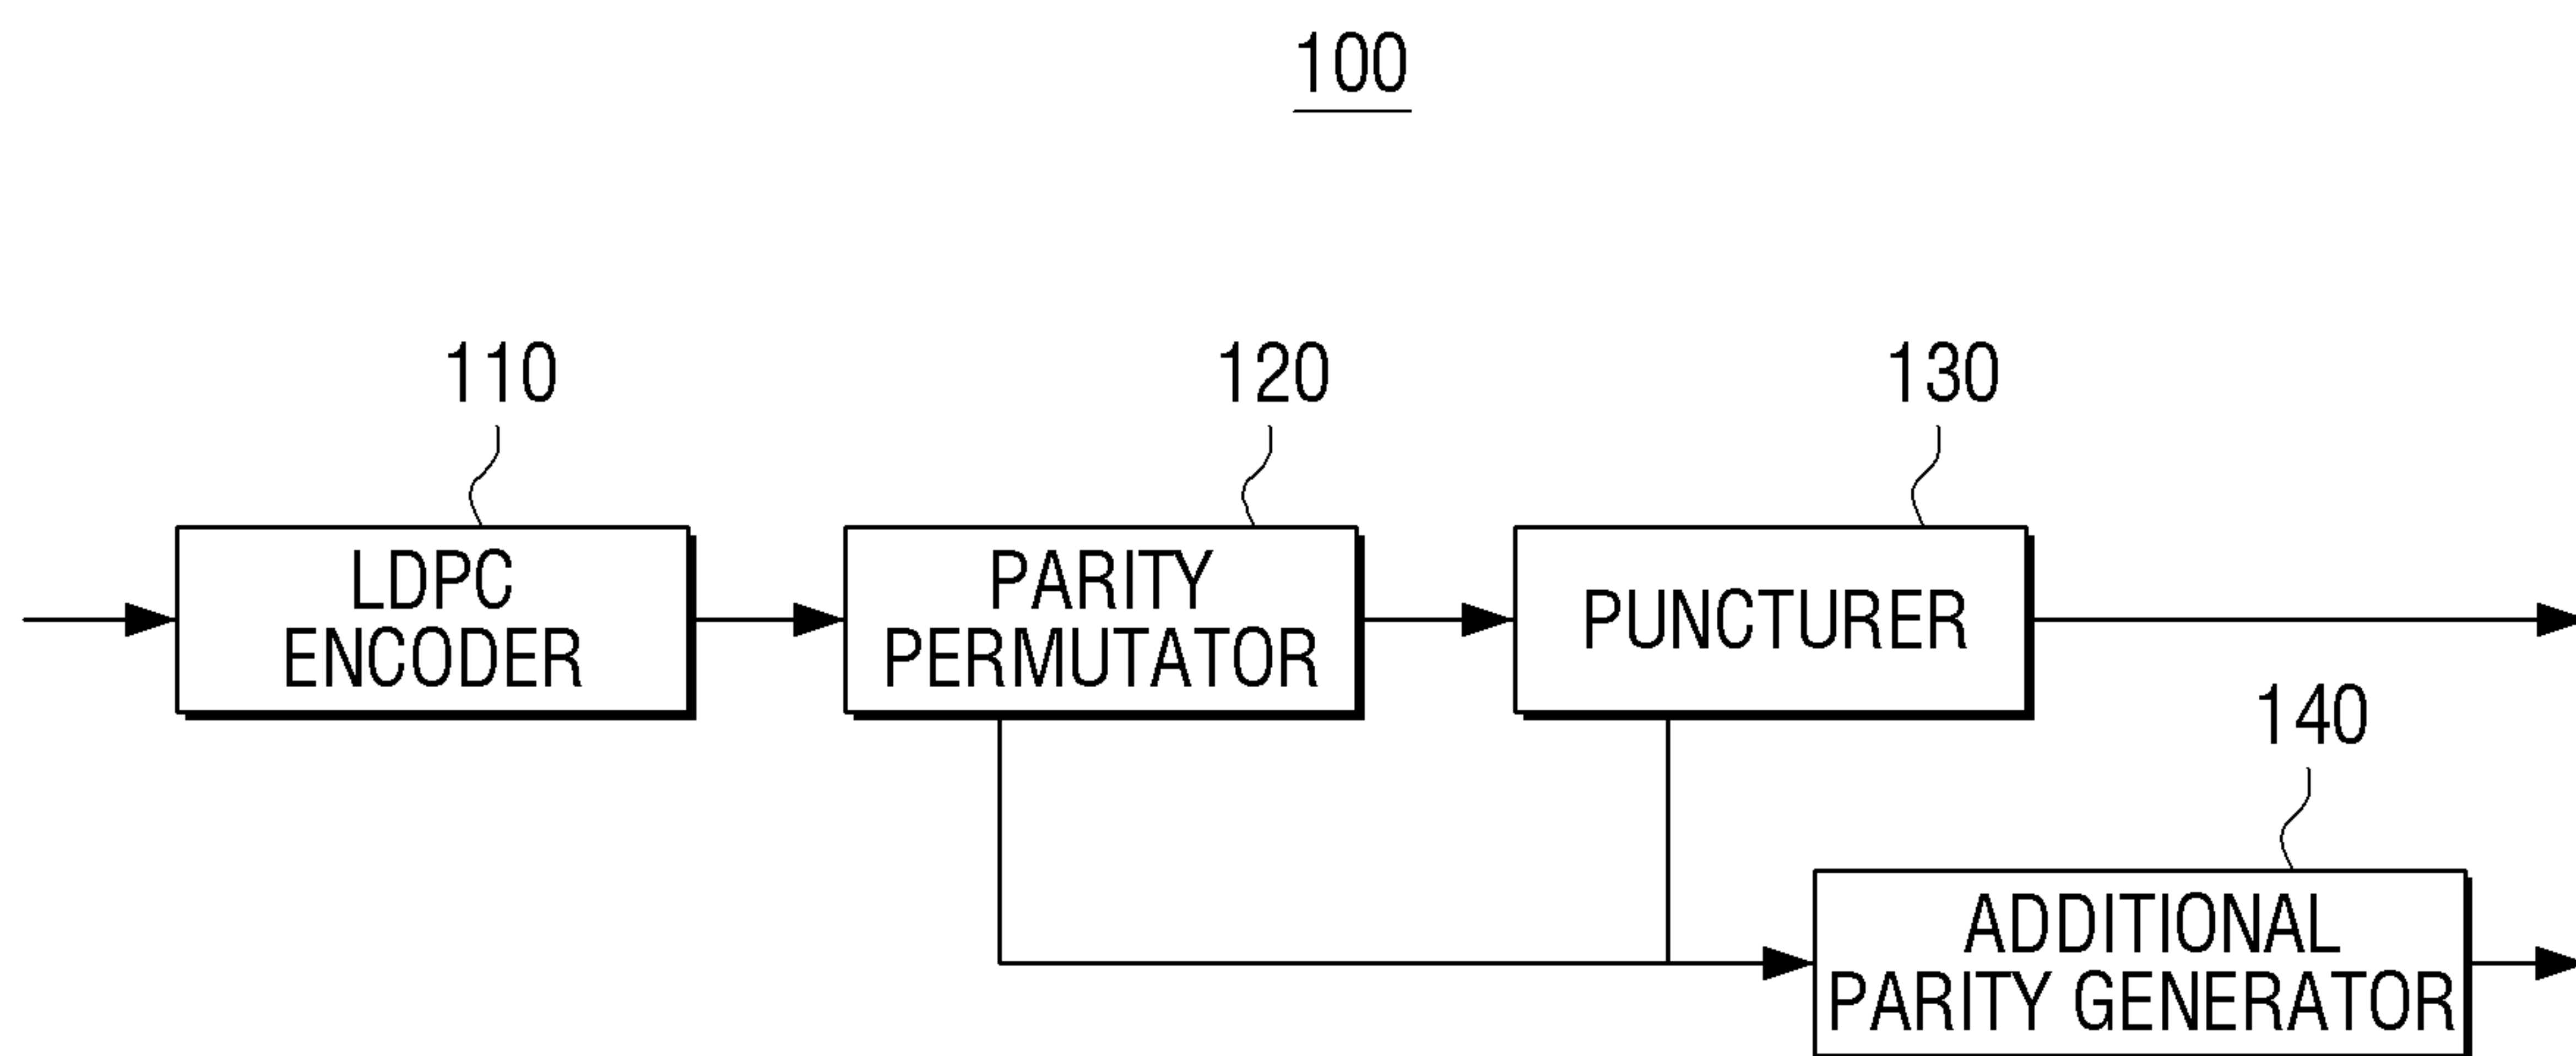 100
110
120
130
LDPC
ENCODER
PARITY
PERMUTATOR
PUNCTURER
140
ADDITIONAL
PARITY GENERATOR